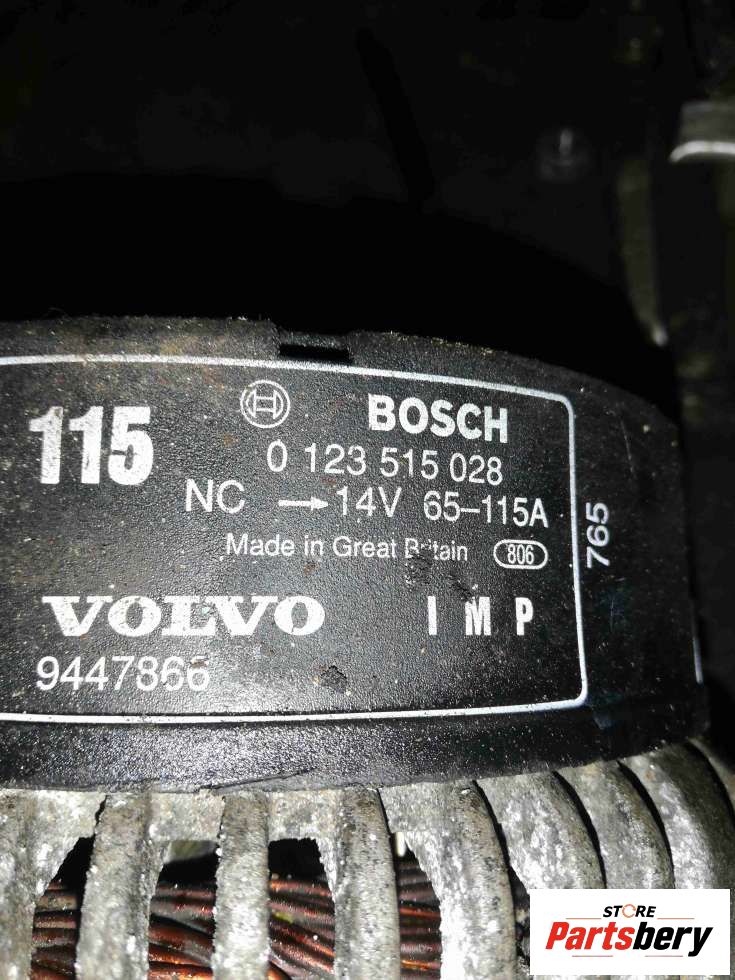 115
BOSCH
0 123 515 028
NC → 14V 65–115A
Made in Great Britain 806
765
VOLVO IMP
9447866
STORE
Partsbery